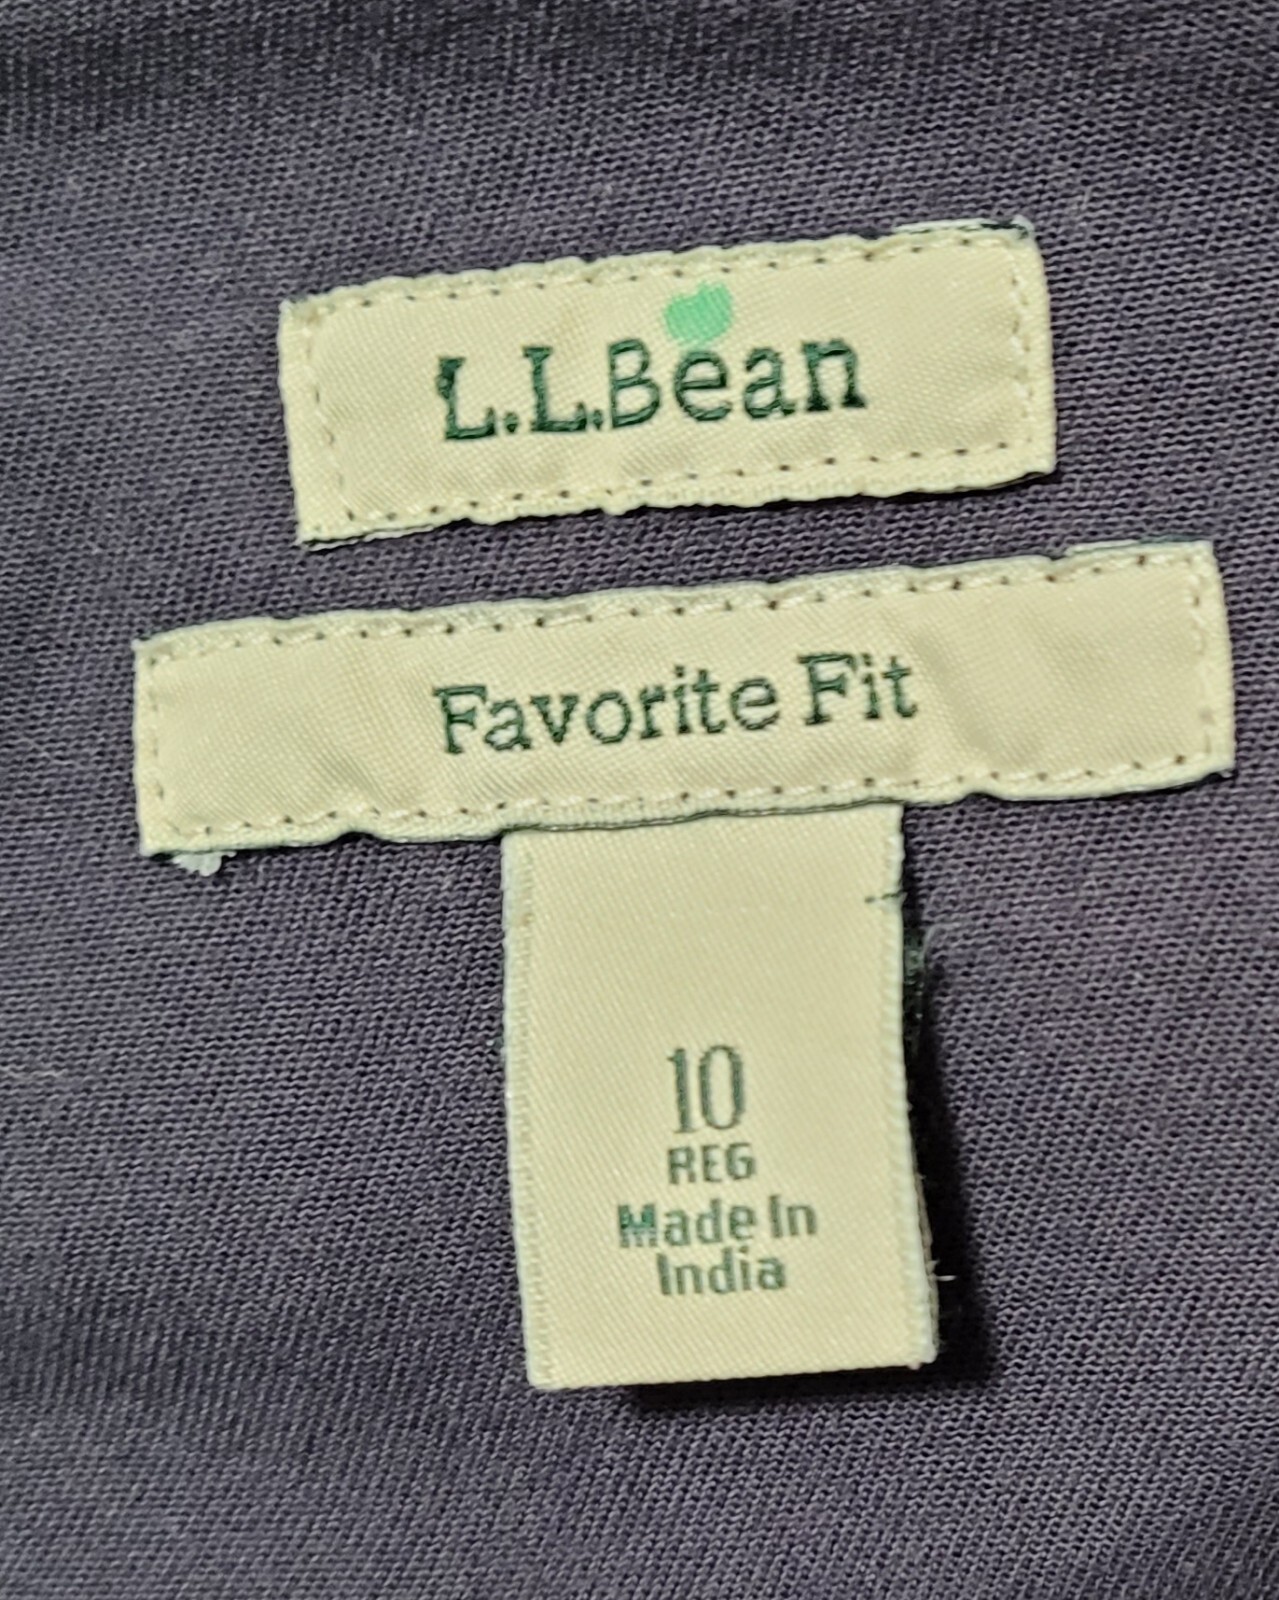 L.L.Bean
Favorite Fit
10
REG
Made In
India